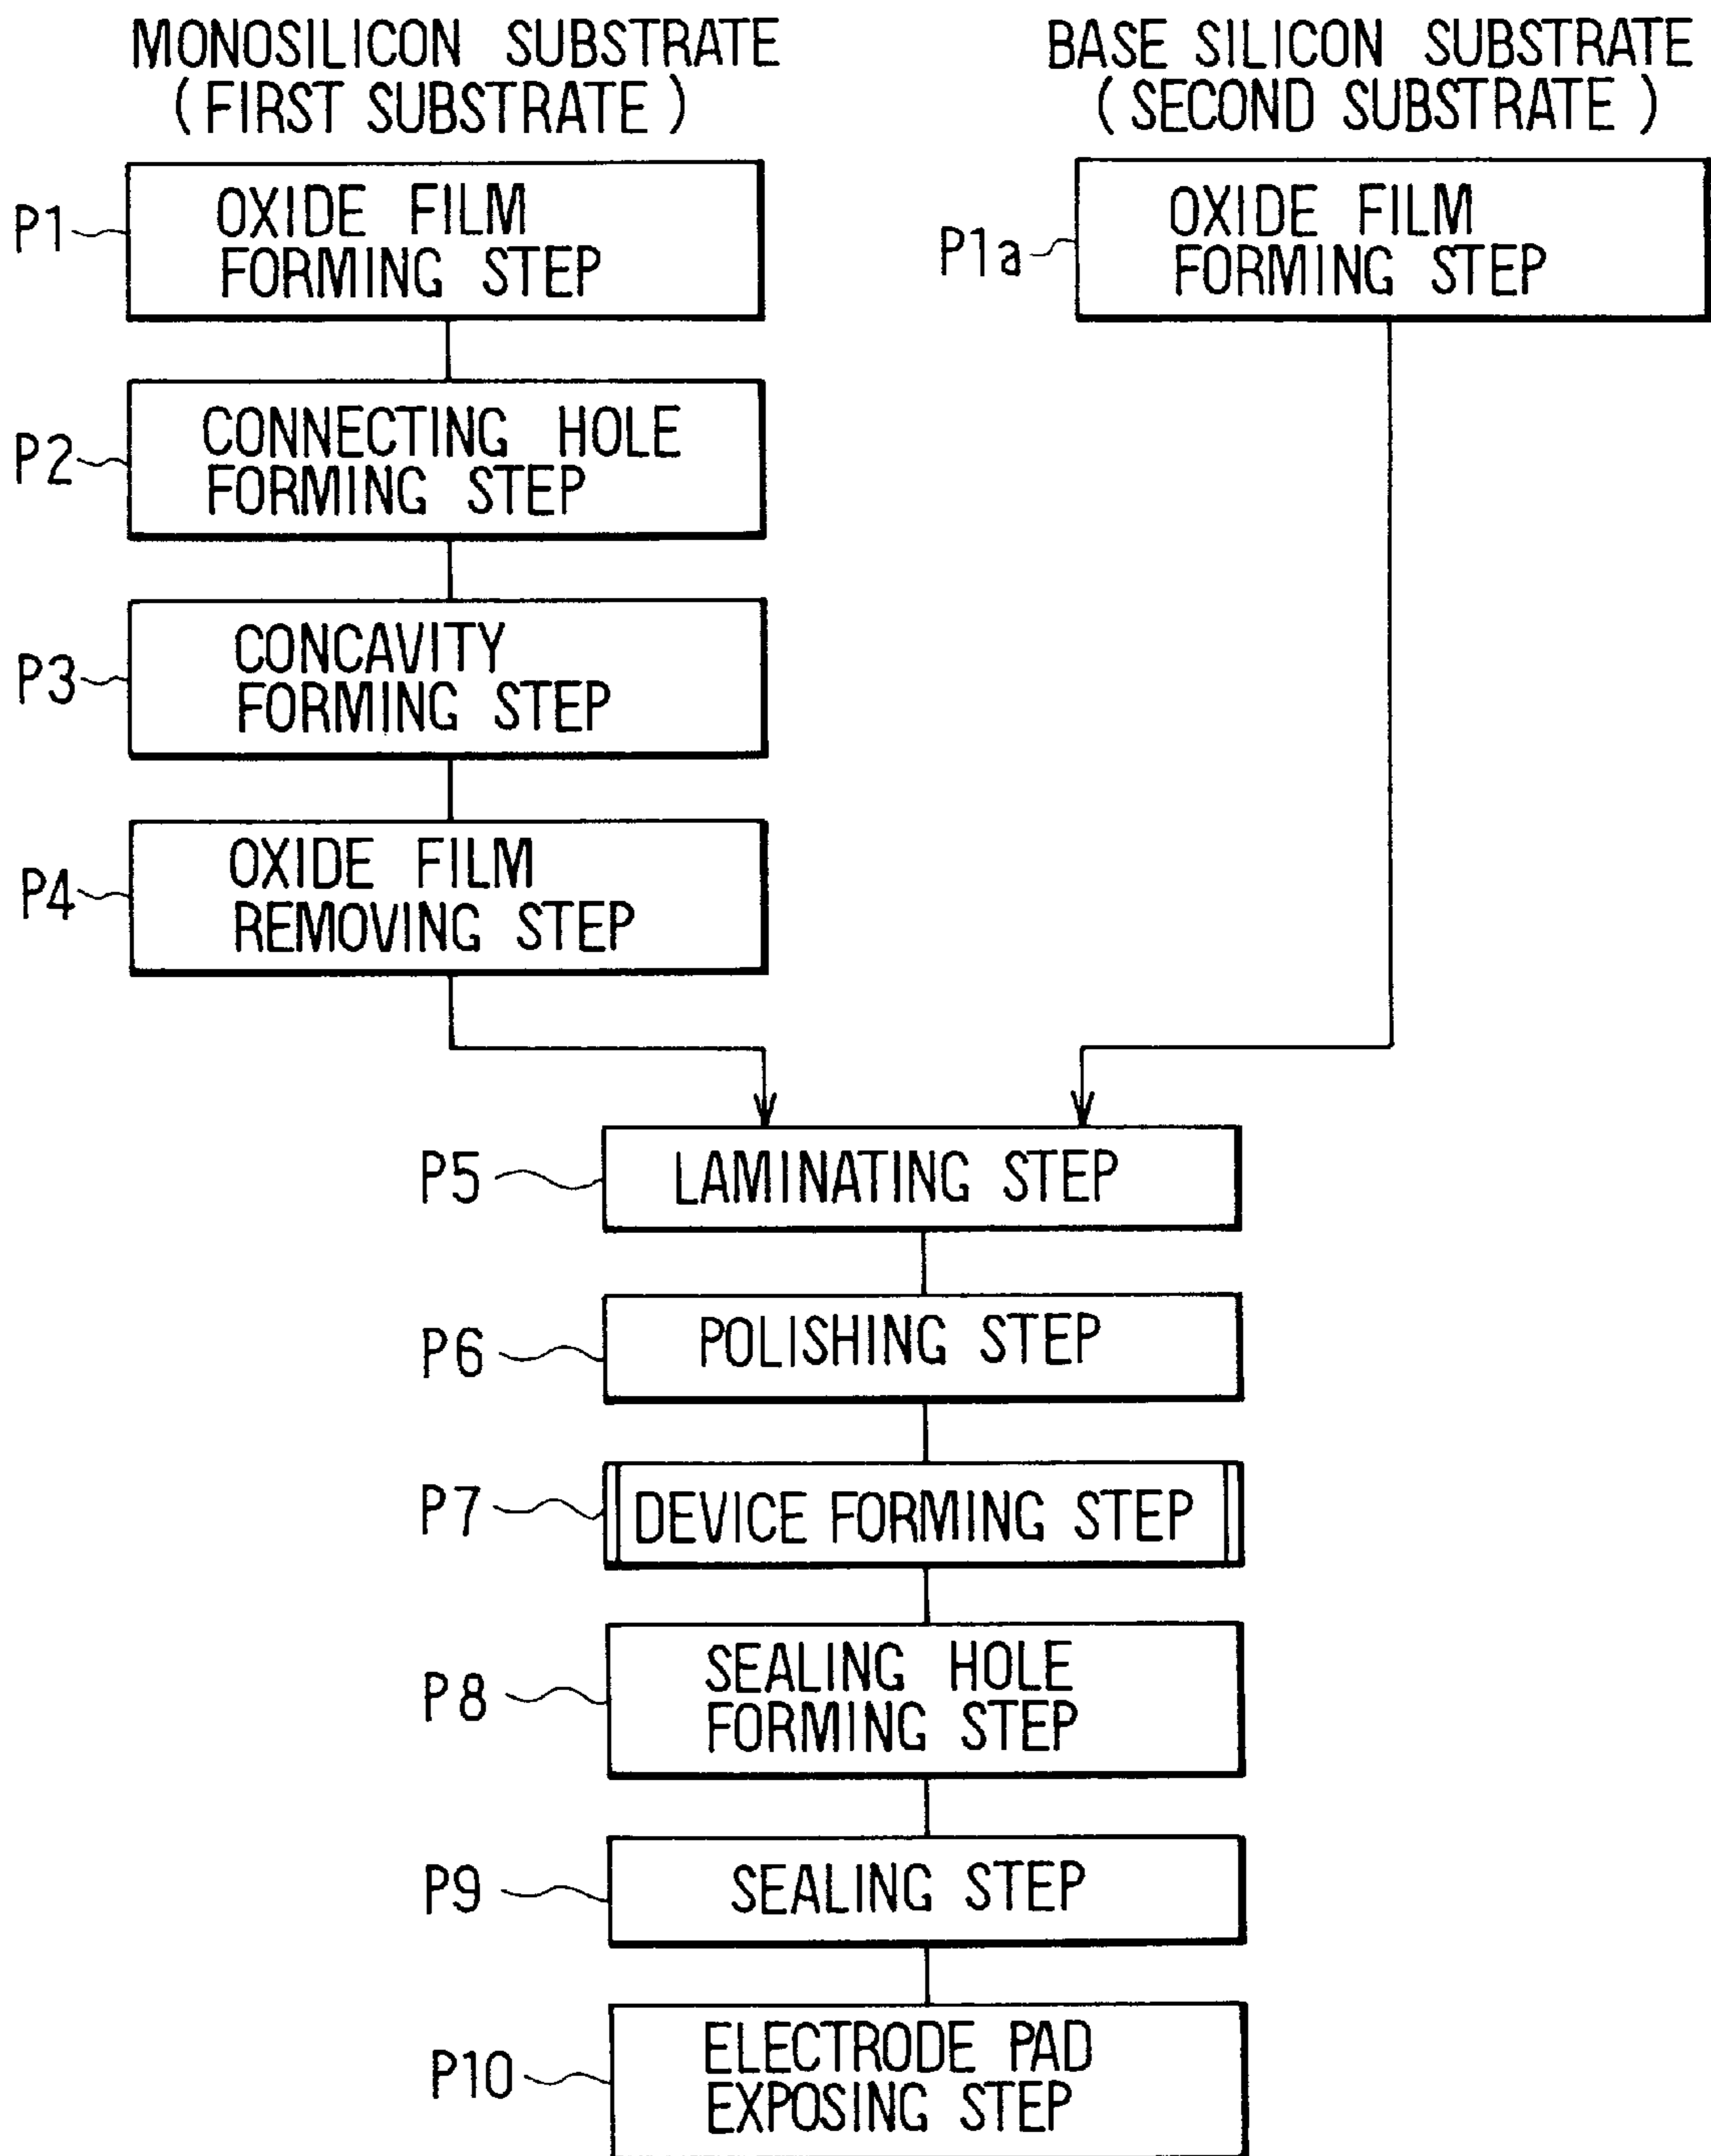 MONOSILICON SUBSTRATE
(FIRST SUBSTRATE)
BASE SILICON SUBSTRATE
(SECOND SUBSTRATE)
P1
OXIDE FILM
FORMING STEP
P1a
OXIDE FILM
FORMING STEP
P2
CONNECTING HOLE
FORMING STEP
P3
CONCAVITY
FORMING STEP
P4
OXIDE FILM
REMOVING STEP
P5
LAMINATING STEP
P6
POLISHING STEP
P7
DEVICE FORMING STEP
P8
SEALING HOLE
FORMING STEP
P9
SEALING STEP
P10
ELECTRODE PAD
EXPOSING STEP